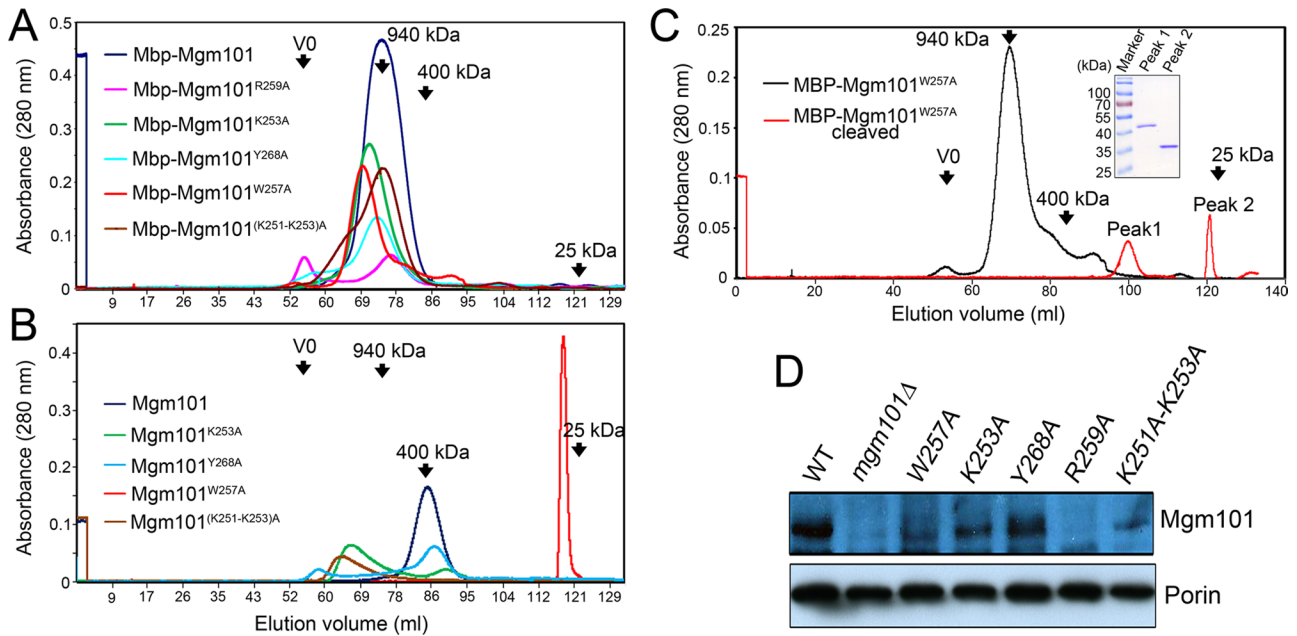 A
Absorbance (280 nm)
0.5
0.4
0.3
0.2
0.1
0
Mbp-Mgm101
Mbp-Mgm101R259A
Mbp-Mgm101K253A
Mbp-Mgm101Y268A
Mbp-Mgm101W257A
Mbp-Mgm101(K251-K253)A
V0
940 kDa
400 kDa
25 kDa
9 17 26 35 43 52 60 69 78 86 95 103 112 121 129
B
Absorbance (280 nm)
0.4
0.3
0.2
0.1
0
Mgm101
Mgm101K253A
Mgm101Y268A
Mgm101W257A
Mgm101(K251-K253)A
V0
940 kDa
400 kDa
25 kDa
9 17 26 35 43 52 60 69 78 86 95 103 112 121 129
Elution volume (ml)
C
Absorbance (280 nm)
0.25
0.2
0.15
0.1
0.05
0
940 kDa
MBP-Mgm101W257A
MBP-Mgm101W257A
cleaved
V0
400 kDa
Peak1
Peak 2
25 kDa
Marker
Peak 1
Peak 2
(kDa)
100
70
55
40
35
25
0 20 40 60 80 100 120 140
Elution volume (ml)
D
WT
mgm101Δ
W257A
K253A
Y268A
R259A
K251A-K253A
Mgm101
Porin